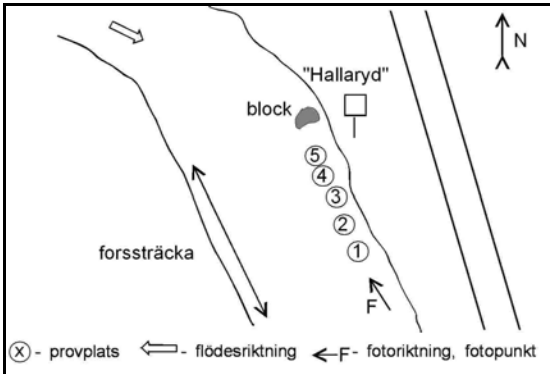 N
"Hallaryd"
block
5
4
3
2
1
forssträcka
F
X - provplats - flödesriktning F - fotoriktning, fotopunkt